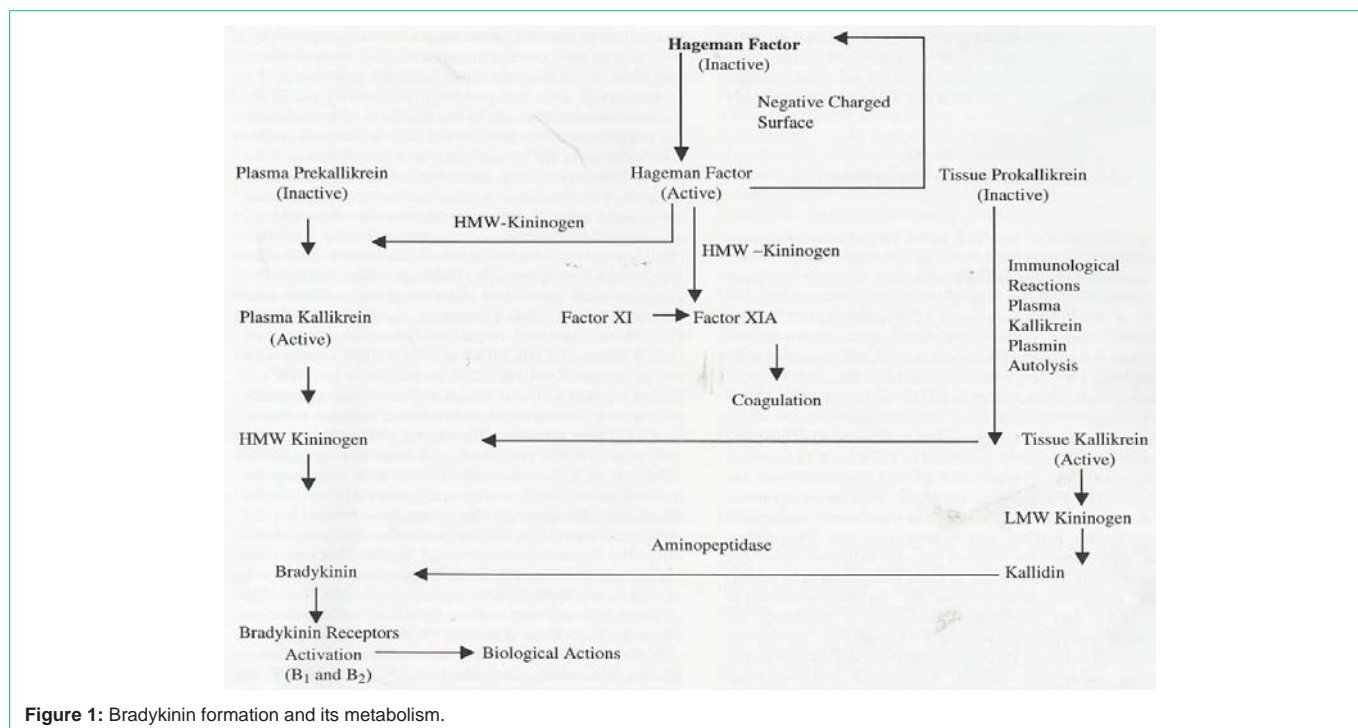 Hageman Factor
(Inactive)
Negative Charged
Surface
Plasma Prekallikrein
(Inactive)
Hageman Factor
(Active)
Tissue Prokallikrein
(Inactive)
HMW-Kininogen
HMW –Kininogen
Immunological
Reactions
Plasma
Kallikrein
Plasmin
Autolysis
Plasma Kallikrein
(Active)
Factor XI
Factor XIA
Coagulation
HMW Kininogen
Tissue Kallikrein
(Active)
LMW Kininogen
Aminopeptidase
Bradykinin
Kallidin
Bradykinin Receptors
Activation
(B₁ and B₂)
Biological Actions
Figure 1: Bradykinin formation and its metabolism.